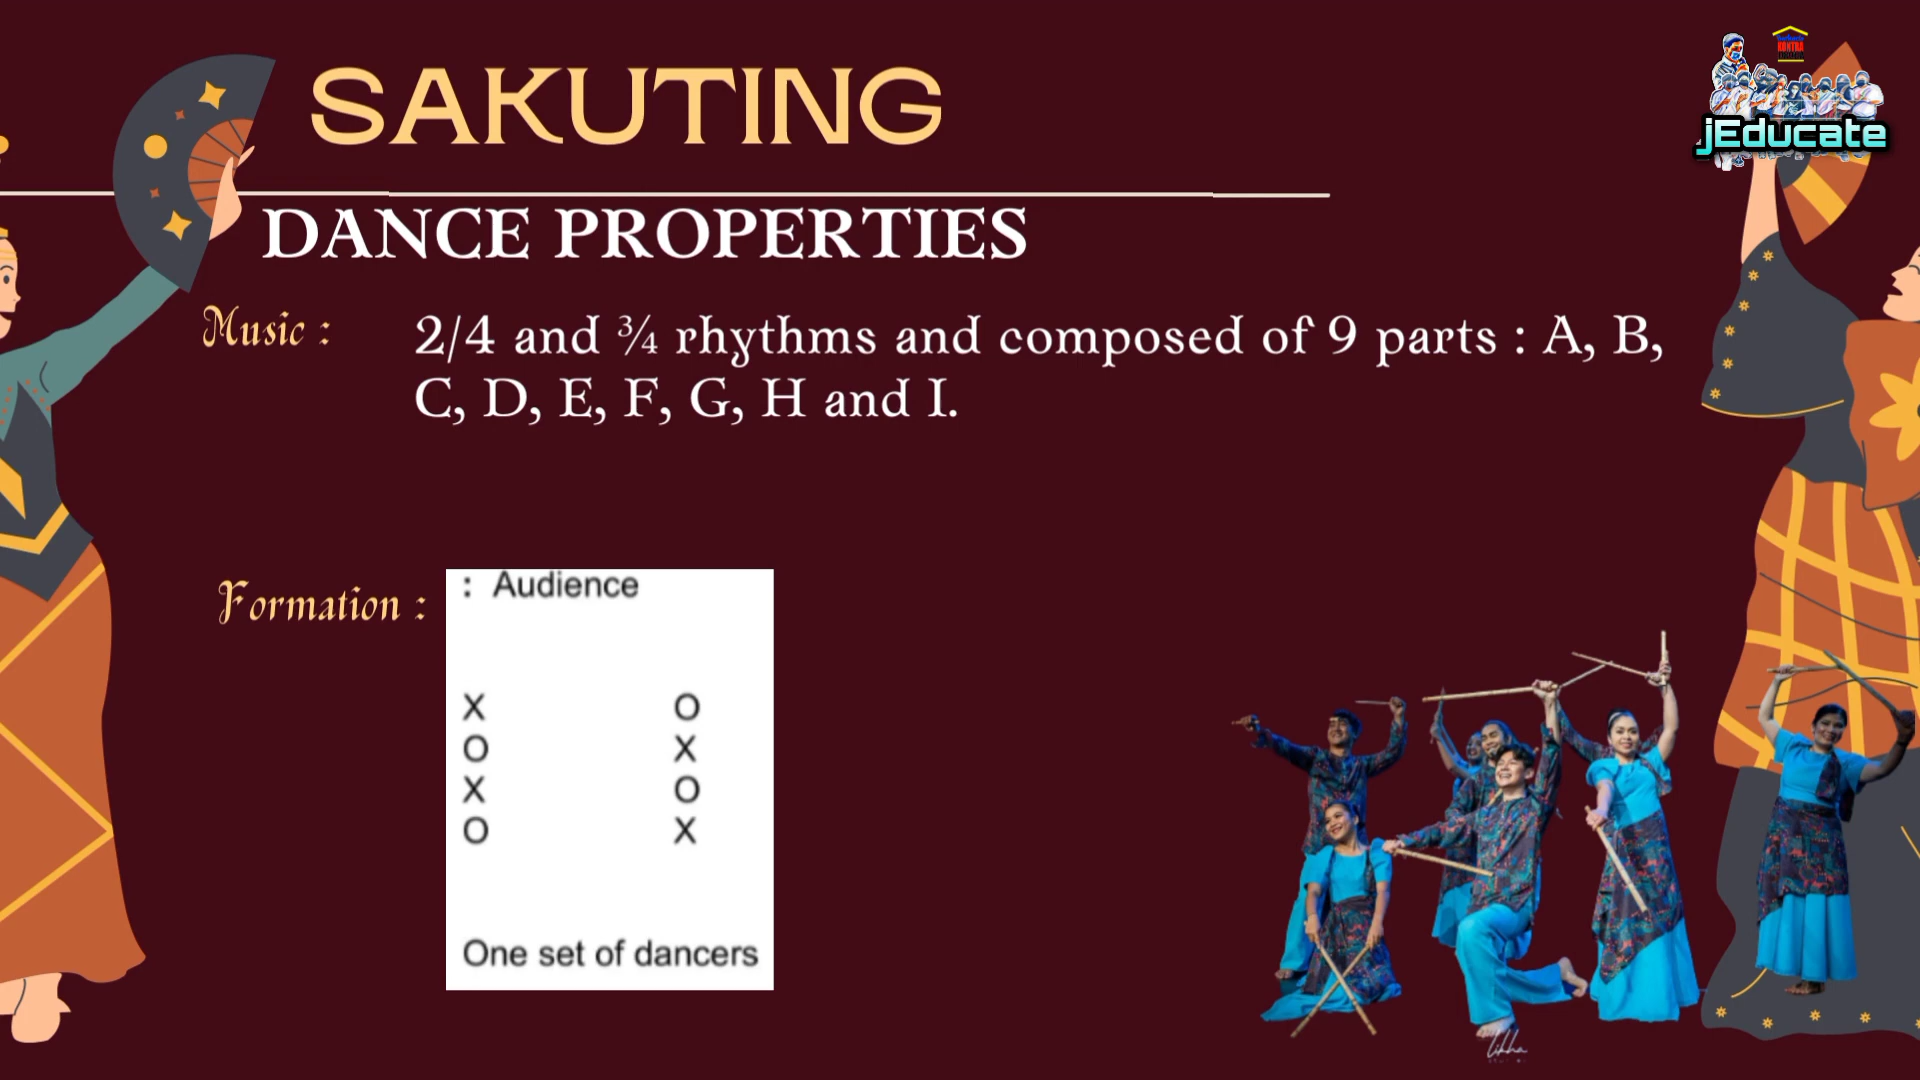 SAKUTING
jEducate
DANCE PROPERTIES
Music :
2/4 and ¾ rhythms and composed of 9 parts : A, B,
C, D, E, F, G, H and I.
Formation :
: Audience
X O
O X
X O
O X
One set of dancers